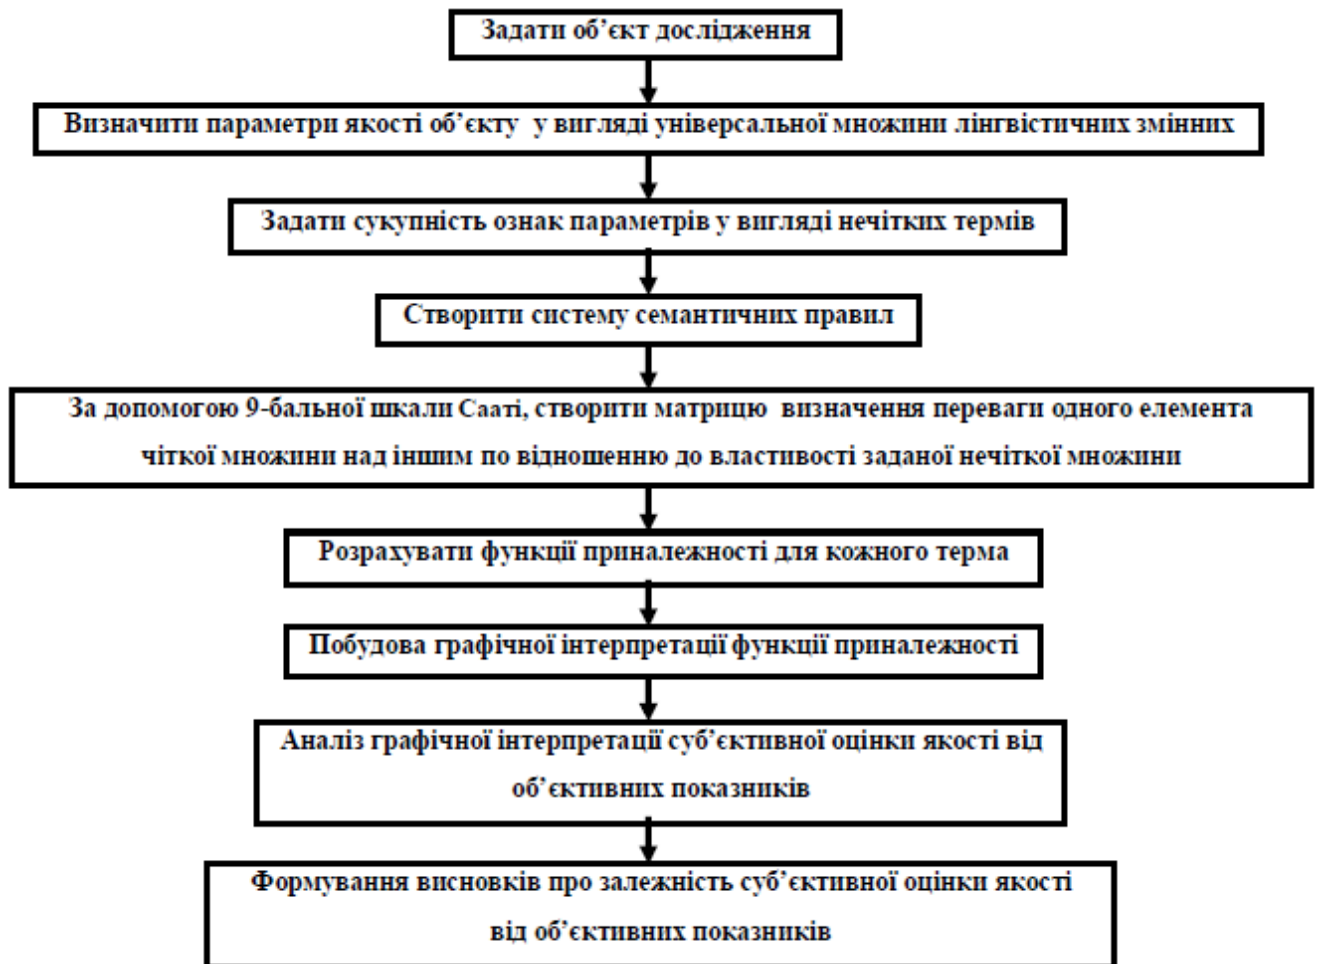 Задати об’єкт дослідження
Визначити параметри якості об’єкту у вигляді універсальної множини лінгвістичних змінних
Задати сукупність ознак параметрів у вигляді нечітких термів
Створити систему семантичних правил
За допомогою 9-бальної шкали Сааті, створити матрицю визначення переваги одного елемента
чіткої множини над іншим по відношенню до властивості заданої нечіткої множини
Розрахувати функції приналежності для кожного терма
Побудова графічної інтерпретації функції приналежності
Аналіз графічної інтерпретації суб’єктивної оцінки якості від
об’єктивних показників
Формування висновків про залежність суб’єктивної оцінки якості
від об’єктивних показників